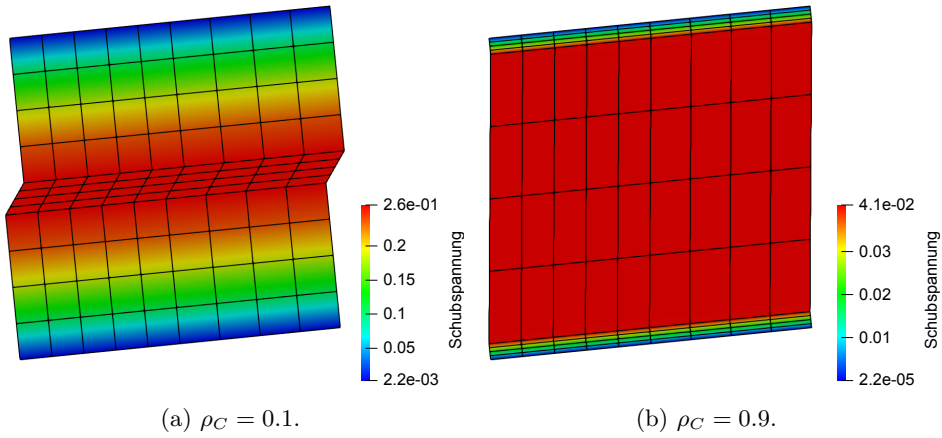 2.6e-01
0.2
0.15
0.1
0.05
2.2e-03
Schubspannung
4.1e-02
0.03
0.02
0.01
2.2e-05
Schubspannung
(a) ρ_C = 0.1.
(b) ρ_C = 0.9.